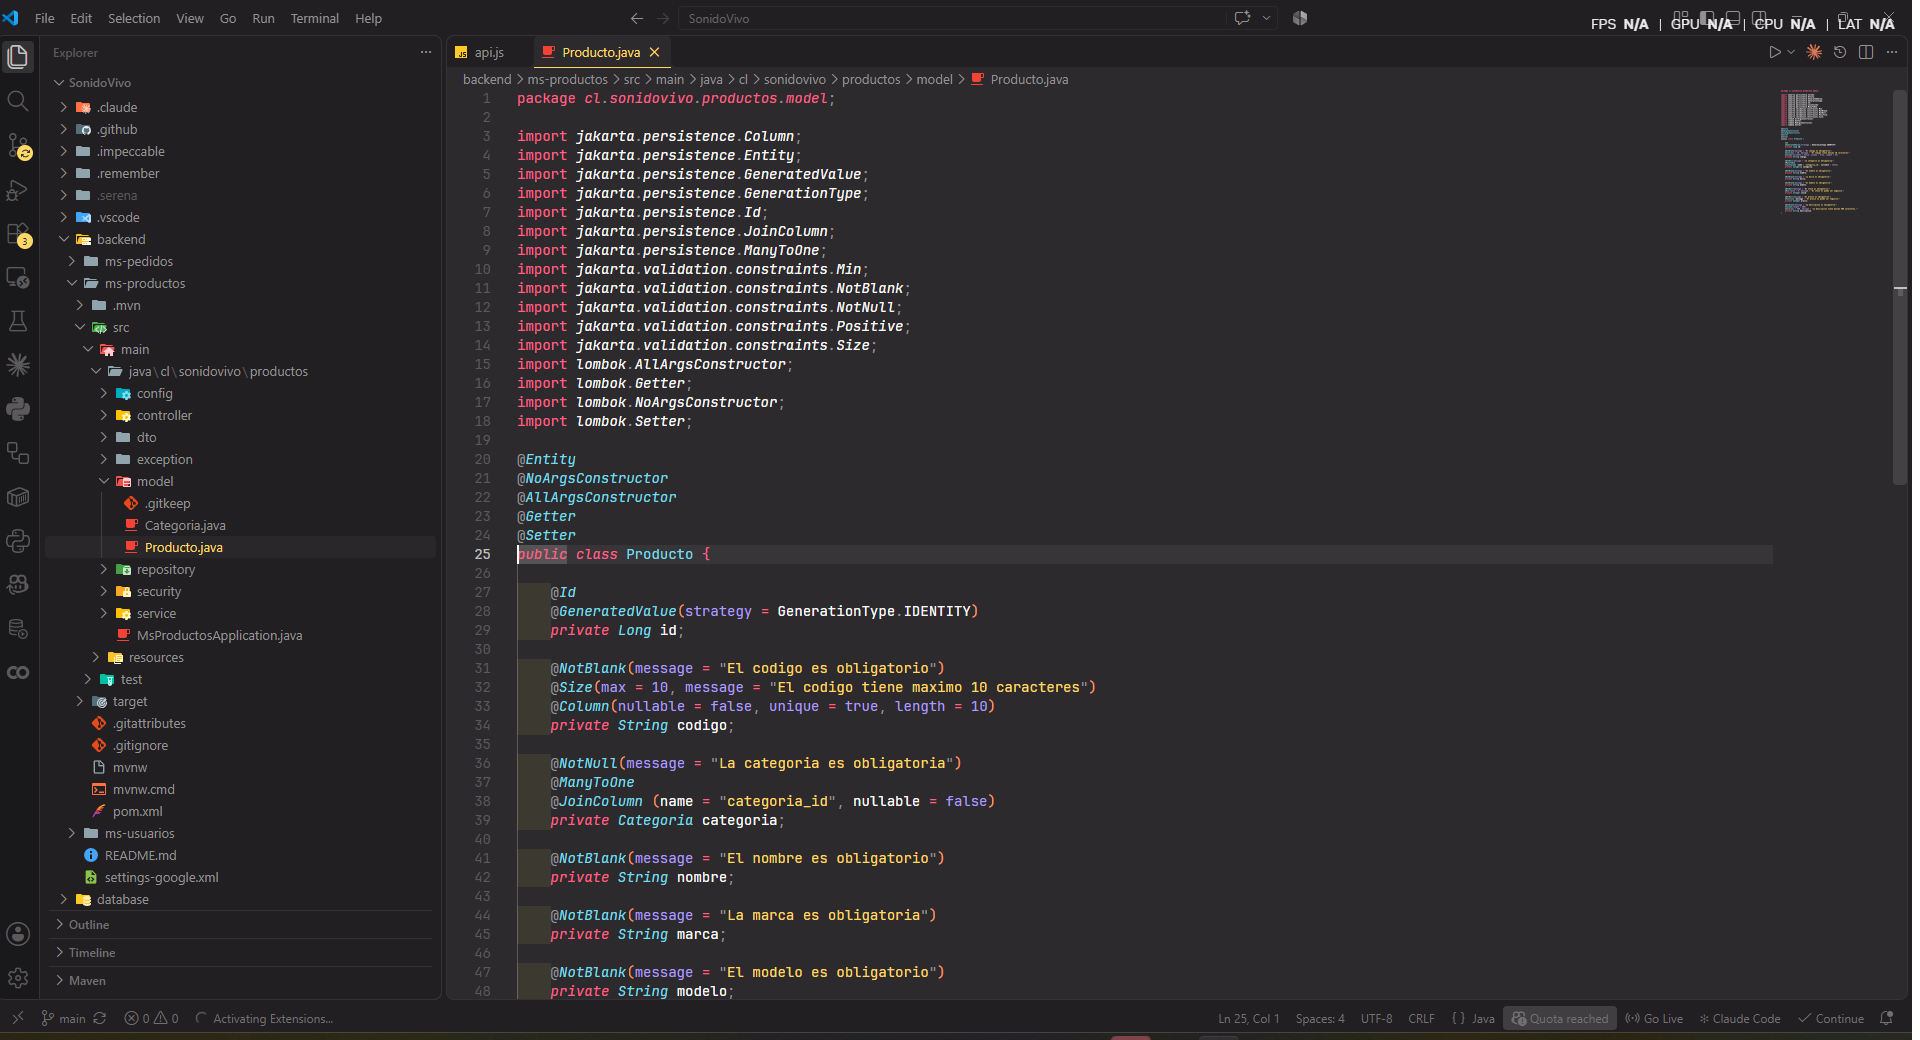 File Edit Selection View Go Run Terminal Help
SonidoVivo
FPS N/A | GPU N/A | CPU N/A | LAT N/A
Explorer
SonidoVivo
.claude
.github
.impeccable
.remember
.serena
.vscode
backend
ms-pedidos
ms-productos
.mvn
src
main
java\cl\sonidovivo\productos
config
controller
dto
exception
model
.gitkeep
Categoria.java
Producto.java
repository
security
service
MsProductosApplication.java
resources
test
target
.gitattributes
.gitignore
mvnw
mvnw.cmd
pom.xml
ms-usuarios
README.md
settings-google.xml
database
Outline
Timeline
Maven
3
api.js
Producto.java
backend > ms-productos > src > main > java > cl > sonidovivo > productos > model > Producto.java
1 package cl.sonidovivo.productos.model;
2
3 import jakarta.persistence.Column;
4 import jakarta.persistence.Entity;
5 import jakarta.persistence.GeneratedValue;
6 import jakarta.persistence.GenerationType;
7 import jakarta.persistence.Id;
8 import jakarta.persistence.JoinColumn;
9 import jakarta.persistence.ManyToOne;
10 import jakarta.validation.constraints.Min;
11 import jakarta.validation.constraints.NotBlank;
12 import jakarta.validation.constraints.NotNull;
13 import jakarta.validation.constraints.Positive;
14 import jakarta.validation.constraints.Size;
15 import lombok.AllArgsConstructor;
16 import lombok.Getter;
17 import lombok.NoArgsConstructor;
18 import lombok.Setter;
19
20 @Entity
21 @NoArgsConstructor
22 @AllArgsConstructor
23 @Getter
24 @Setter
25 public class Producto {
26
27 @Id
28 @GeneratedValue(strategy = GenerationType.IDENTITY)
29 private Long id;
30
31 @NotBlank(message = "El codigo es obligatorio")
32 @Size(max = 10, message = "El codigo tiene maximo 10 caracteres")
33 @Column(nullable = false, unique = true, length = 10)
34 private String codigo;
35
36 @NotNull(message = "La categoria es obligatoria")
37 @ManyToOne
38 @JoinColumn (name = "categoria_id", nullable = false)
39 private Categoria categoria;
40
41 @NotBlank(message = "El nombre es obligatorio")
42 private String nombre;
43
44 @NotBlank(message = "La marca es obligatoria")
45 private String marca;
46
47 @NotBlank(message = "El modelo es obligatorio")
48 private String modelo;
main 0 0 Activating Extensions...
Ln 25, Col 1 Spaces: 4 UTF-8 CRLF { } Java Quota reached Go Live Claude Code Continue